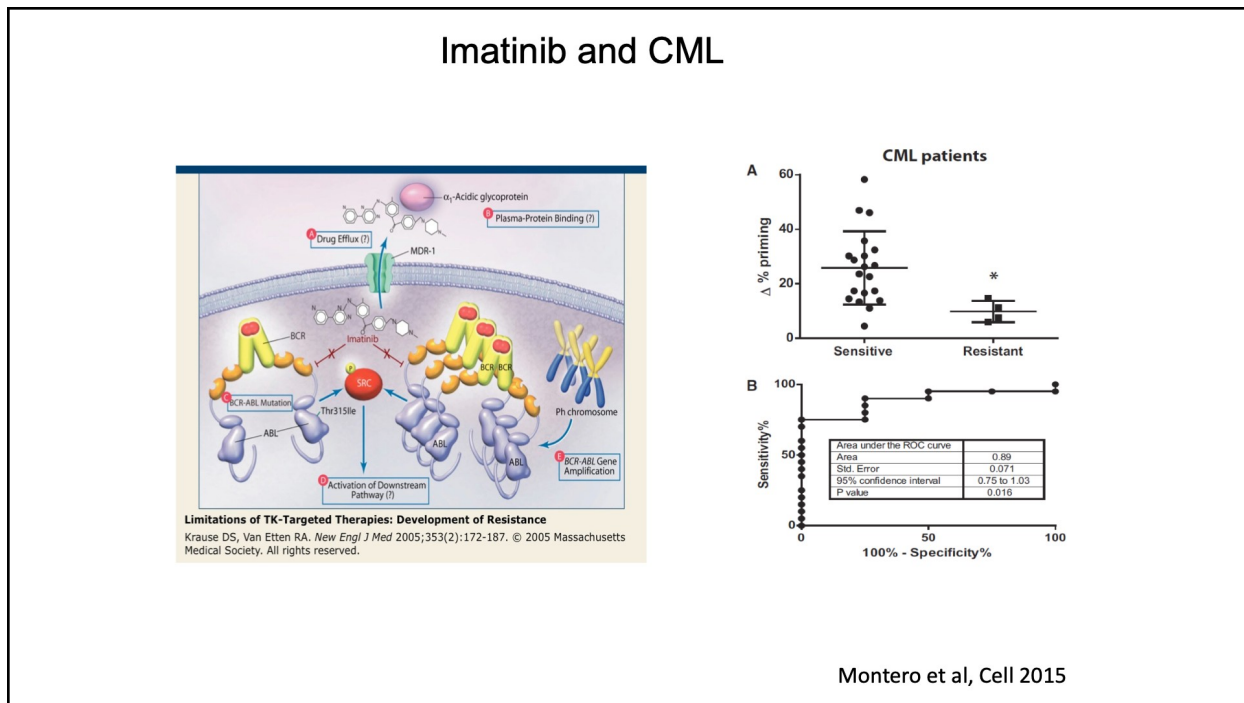 Imatinib and CML
α₁-Acidic glycoprotein
B Plasma-Protein Binding (?)
A Drug Efflux (?)
MDR-1
Imatinib
BCR
BCR
BCR
P
SRC
C BCR-ABL Mutation
Thr315Ile
ABL
ABL
ABL
Ph chromosome
E BCR-ABL Gene
Amplification
D Activation of Downstream
Pathway (?)
Limitations of TK-Targeted Therapies: Development of Resistance
Krause DS, Van Etten RA. New Engl J Med 2005;353(2):172-187. © 2005 Massachusetts
Medical Society. All rights reserved.
CML patients
A
60
40
20
0
Δ % priming
*
Sensitive
Resistant
B
100
50
0
Sensitivity%
Area under the ROC curve
Area 0.89
Std. Error 0.071
95% confidence interval 0.75 to 1.03
P value 0.016
0 50 100
100% - Specificity%
Montero et al, Cell 2015